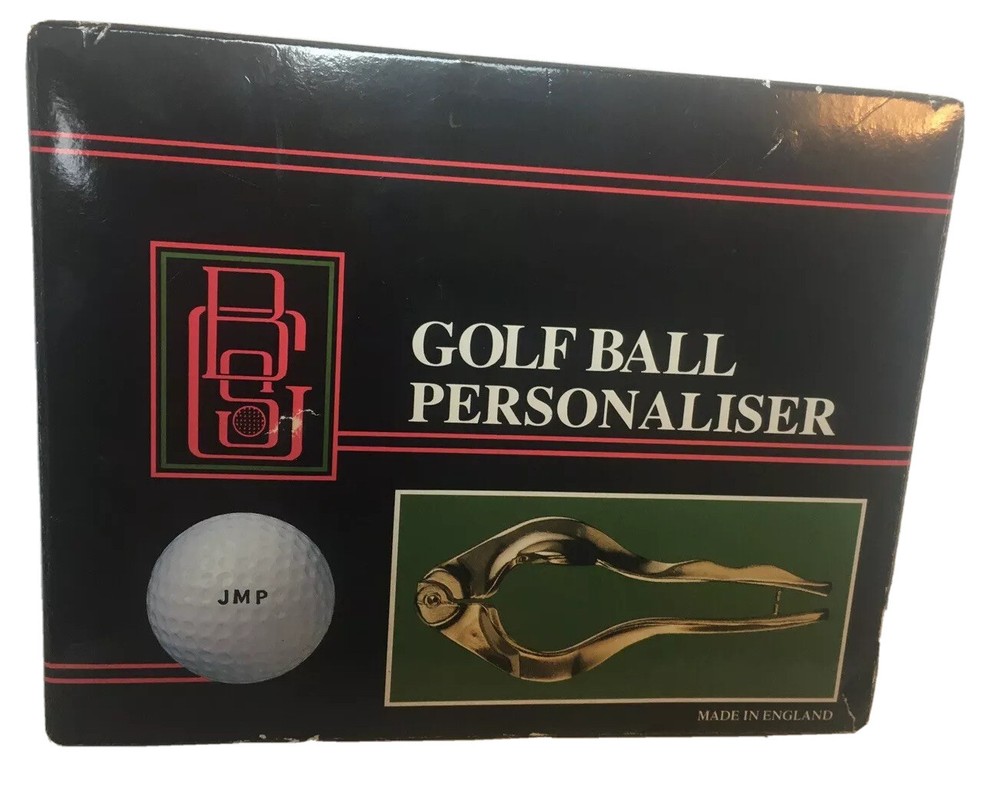 GOLF BALL
PERSONALISER
JMP
MADE IN ENGLAND